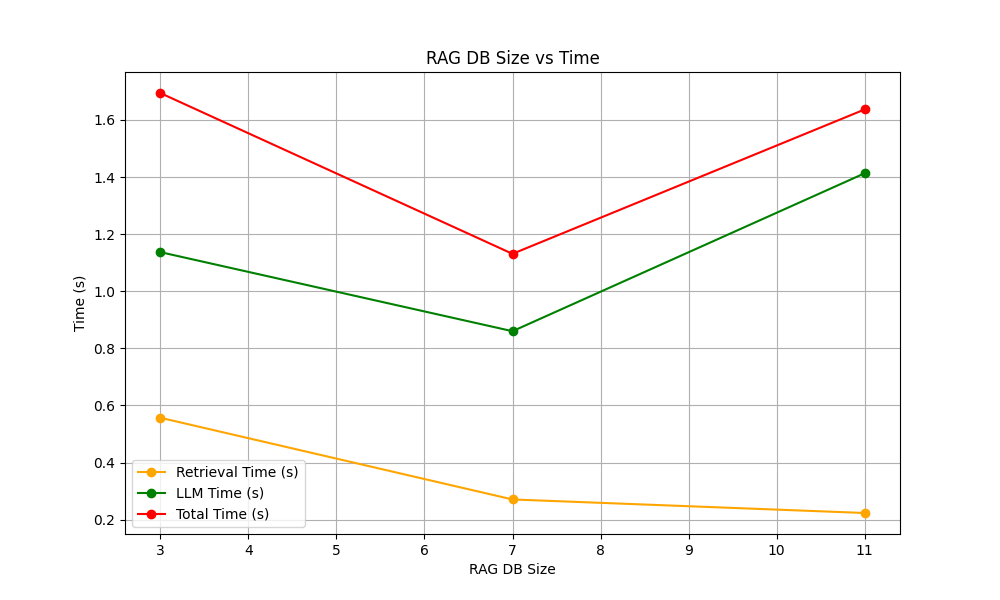 RAG DB Size vs Time
Time (s)
1.6
1.4
1.2
1.0
0.8
0.6
0.4
0.2
Retrieval Time (s)
LLM Time (s)
Total Time (s)
3 4 5 6 7 8 9 10 11
RAG DB Size